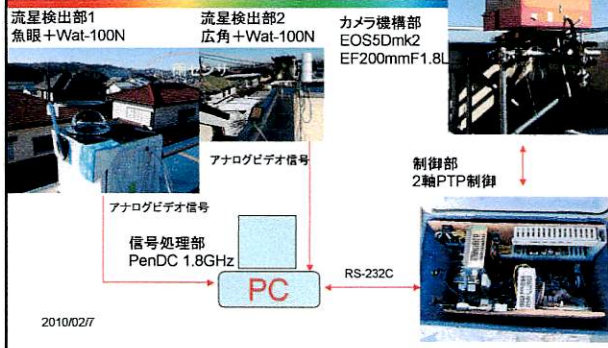 流星検出部1
魚眼+Wat-100N
流星検出部2
広角+Wat-100N
カメラ機構部
EOS5Dmk2
EF200mmF1.8L
アナログビデオ信号
制御部
2軸PTP制御
アナログビデオ信号
信号処理部
PenDC 1.8GHz
PC
RS-232C
2010/02/7